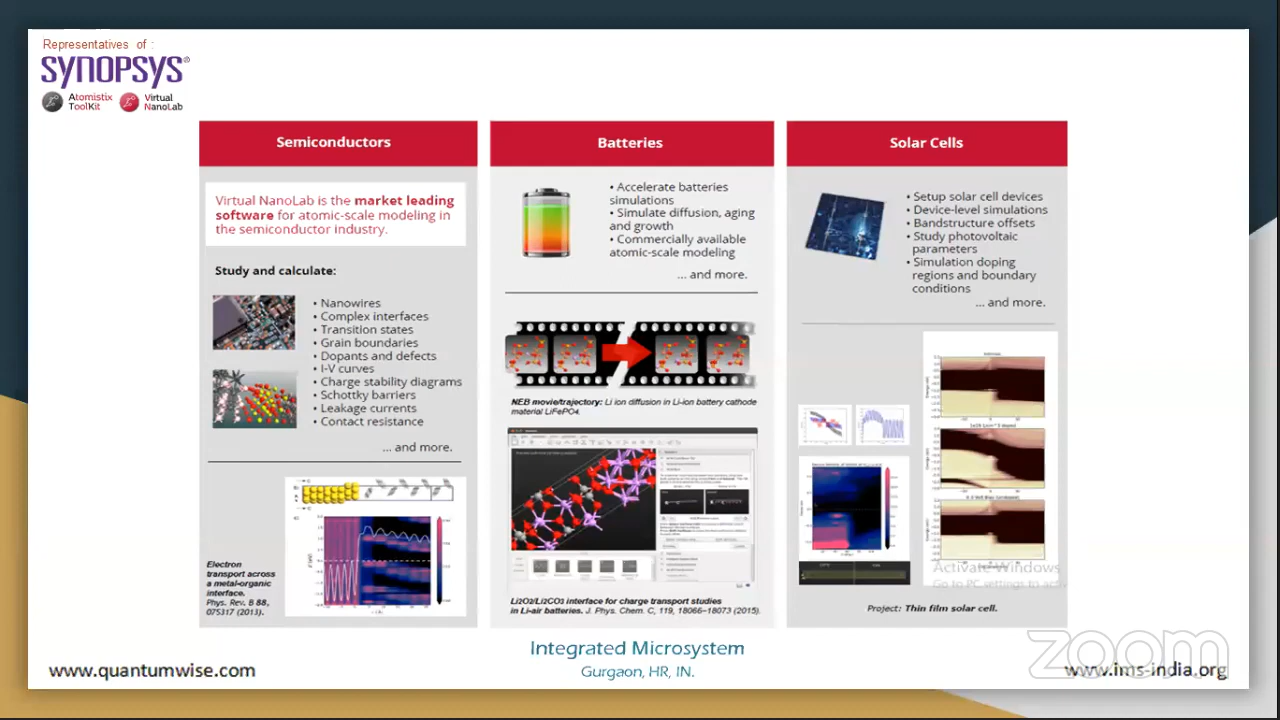 Representatives of :
SYNOPSYS®
Atomistix
ToolKit
Virtual
NanoLab
Semiconductors
Virtual NanoLab is the market leading
software for atomic-scale modeling in
the semiconductor industry.
Study and calculate:
• Nanowires
• Complex interfaces
• Transition states
• Grain boundaries
• Dopants and defects
• I-V curves
• Charge stability diagrams
• Schottky barriers
• Leakage currents
• Contact resistance
... and more.
Electron
transport across
a metal-organic
interface.
Phys. Rev. B 88,
075317 (2013).
Batteries
• Accelerate batteries
simulations
• Simulate diffusion, aging
and growth
• Commercially available
atomic-scale modeling
... and more.
NEB movie/trajectory: Li ion diffusion in Li-ion battery cathode
material LiFePO4.
Li2O2/Li2CO3 interface for charge transport studies
in Li-air batteries. J. Phys. Chem. C, 119, 18066–18073 (2015).
Solar Cells
• Setup solar cell devices
• Device-level simulations
• Bandstructure offsets
• Study photovoltaic
parameters
• Simulation doping
regions and boundary
conditions
... and more.
Activate Windows
Go to PC settings to acti
Project: Thin film solar cell.
Integrated Microsystem
Gurgaon, HR, IN.
www.quantumwise.com
zoom
www.ims-india.org